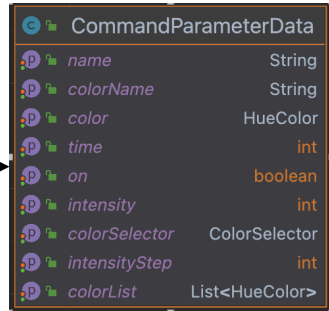 C CommandParameterData
p name String
p colorName String
p color HueColor
p time int
p on boolean
p intensity int
p colorSelector ColorSelector
p intensityStep int
p colorList List<HueColor>